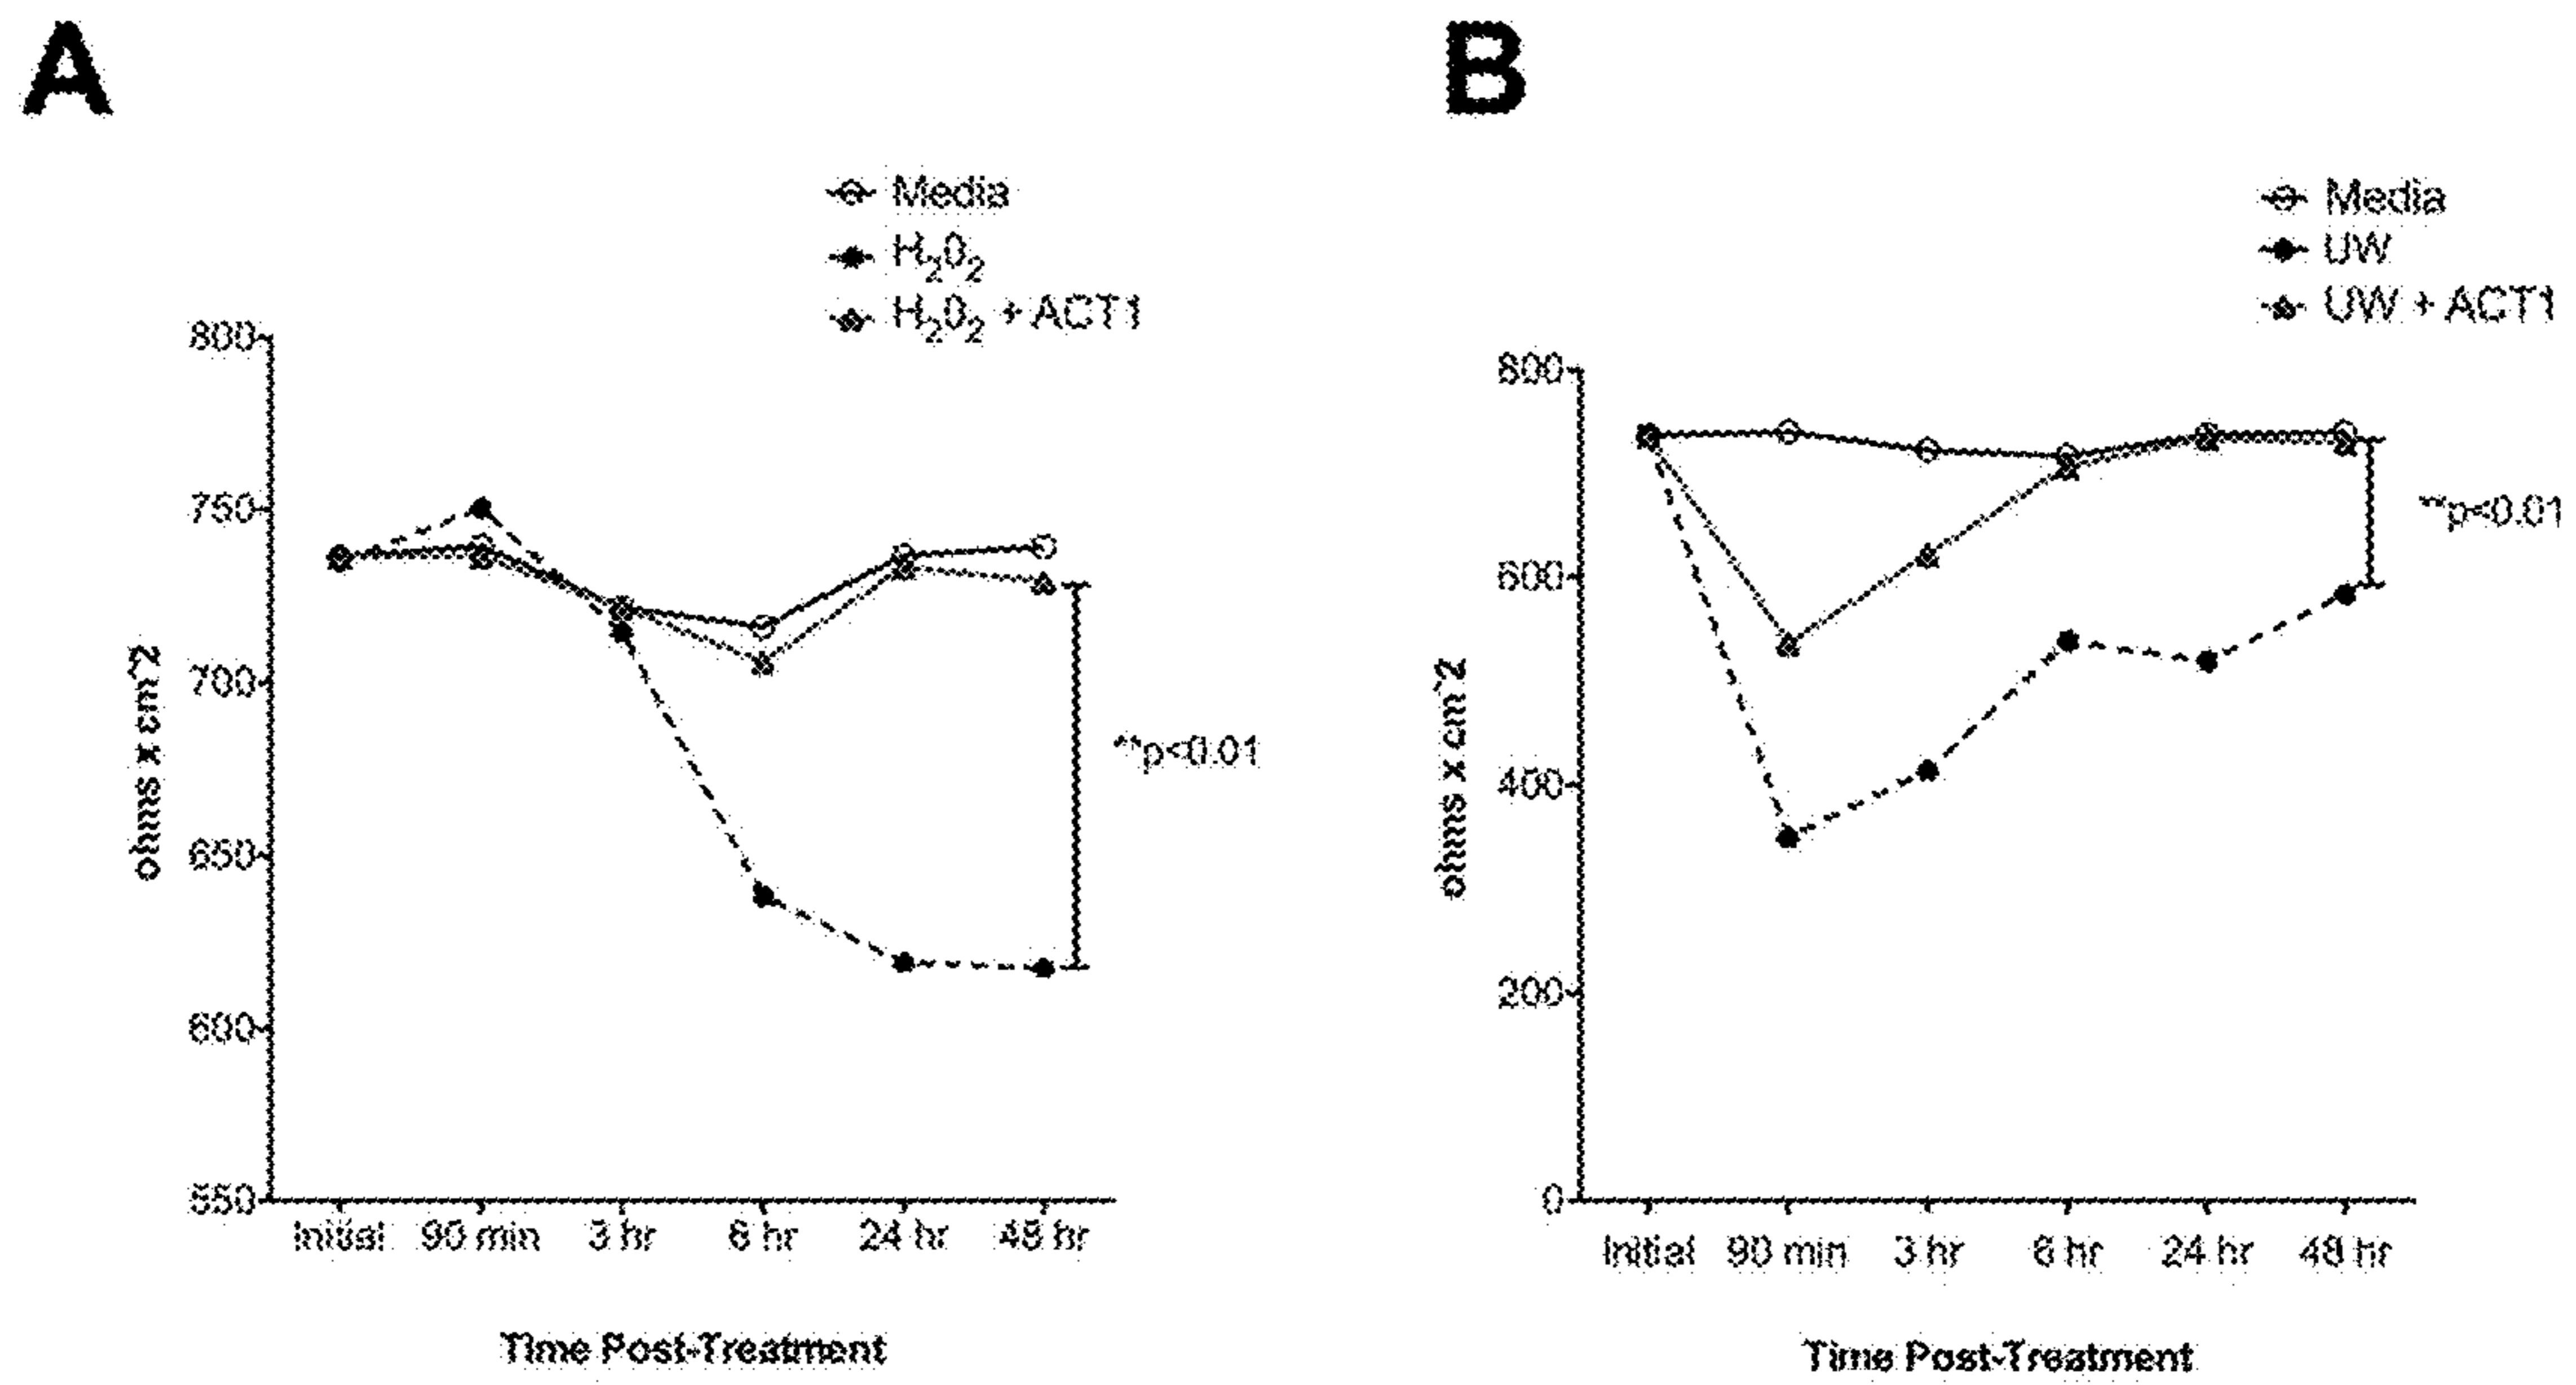 A
Media
H2O2
H2O2 + ACT1
800
750
700
650
600
550
ohms x cm^2
**p<0.01
Initial 90 min 3 hr 6 hr 24 hr 48 hr
Time Post-Treatment
B
Media
UW
UW + ACT1
800
600
400
200
0
ohms x cm^2
**p<0.01
Initial 90 min 3 hr 6 hr 24 hr 48 hr
Time Post-Treatment